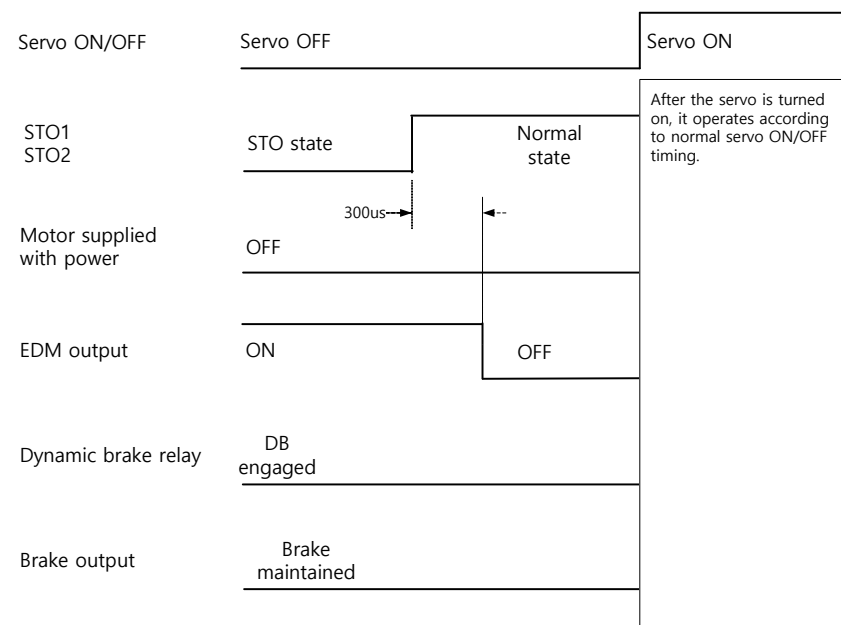 Servo ON/OFF
Servo OFF
Servo ON
After the servo is turned
on, it operates according
to normal servo ON/OFF
timing.
STO1
STO2
STO state
Normal
state
300us
Motor supplied
with power
OFF
EDM output
ON
OFF
Dynamic brake relay
DB
engaged
Brake output
Brake
maintained